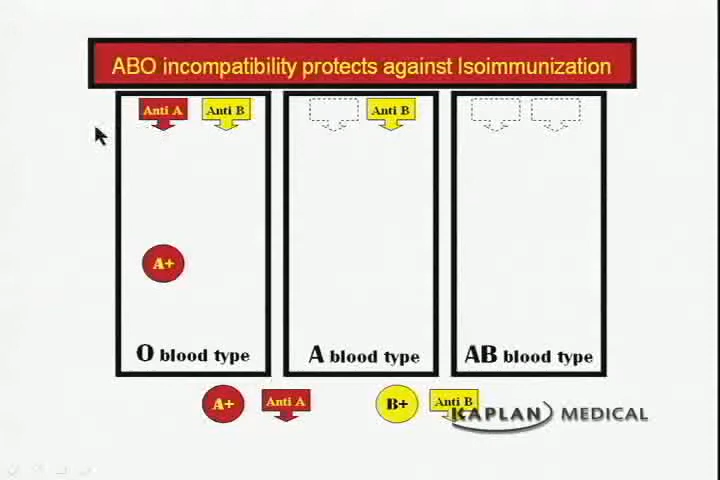 ABO incompatibility protects against Isoimmunization
Anti A
Anti B
Anti B
A+
O blood type
A blood type
AB blood type
A+
Anti A
B+
Anti B
KAPLAN MEDICAL